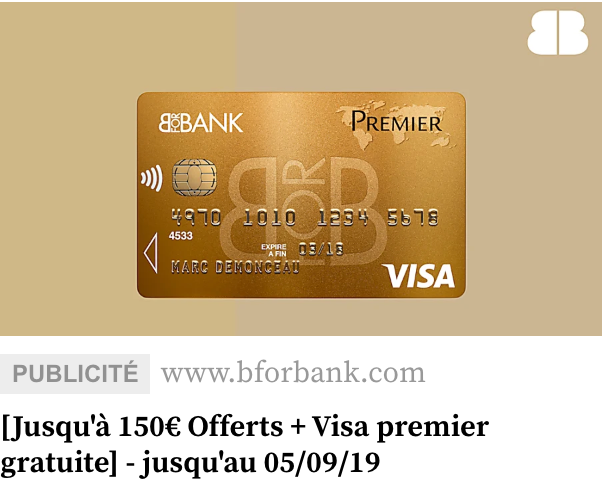 BFORBANK
PREMIER
4970 1010 1234 5678
4533
EXPIRE
A FIN 03/18
MARC DEMONCEAU
VISA
PUBLICITÉ www.bforbank.com
[Jusqu'à 150€ Offerts + Visa premier
gratuite] - jusqu'au 05/09/19